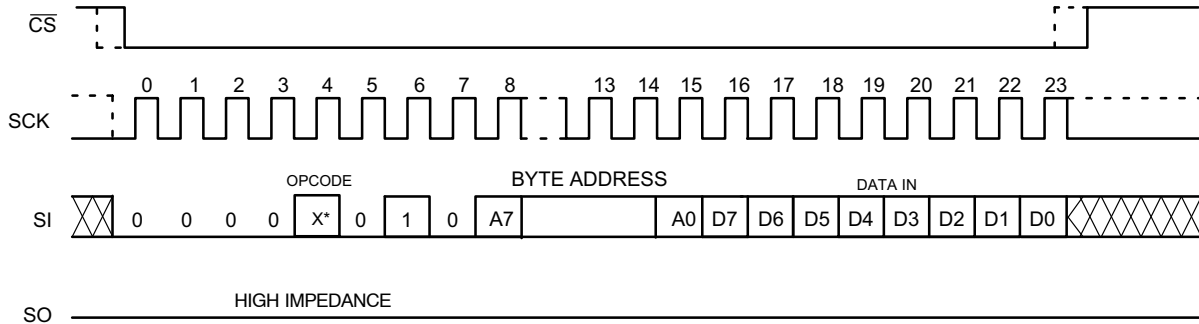 CS
0 1 2 3 4 5 6 7 8 13 14 15 16 17 18 19 20 21 22 23
SCK
OPCODE BYTE ADDRESS DATA IN
SI 0 0 0 0 X* 0 1 0 A7 A0 D7 D6 D5 D4 D3 D2 D1 D0
HIGH IMPEDANCE
SO